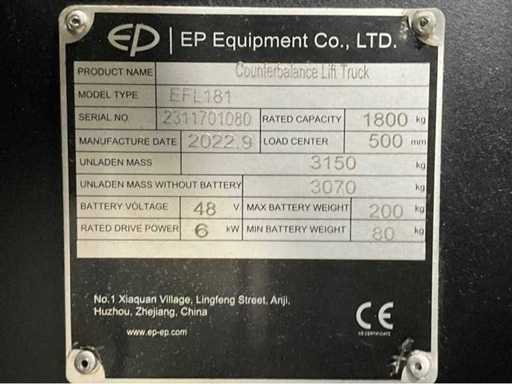 EP | EP Equipment Co., LTD.
PRODUCT NAME Counterbalance Lift Truck
MODEL TYPE EFL181
SERIAL NO. 2311701080 RATED CAPACITY 1800 kg
MANUFACTURE DATE 2022.9 LOAD CENTER 500 mm
UNLADEN MASS 3150 kg
UNLADEN MASS WITHOUT BATTERY 3070 kg
BATTERY VOLTAGE 48 V MAX BATTERY WEIGHT 200 kg
RATED DRIVE POWER 6 kW MIN BATTERY WEIGHT 80 kg
No.1 Xiaquan Village, Lingfeng Street, Anji,
Huzhou, Zhejiang, China
www.ep-ep.com
CE
CE CERTIFICATE